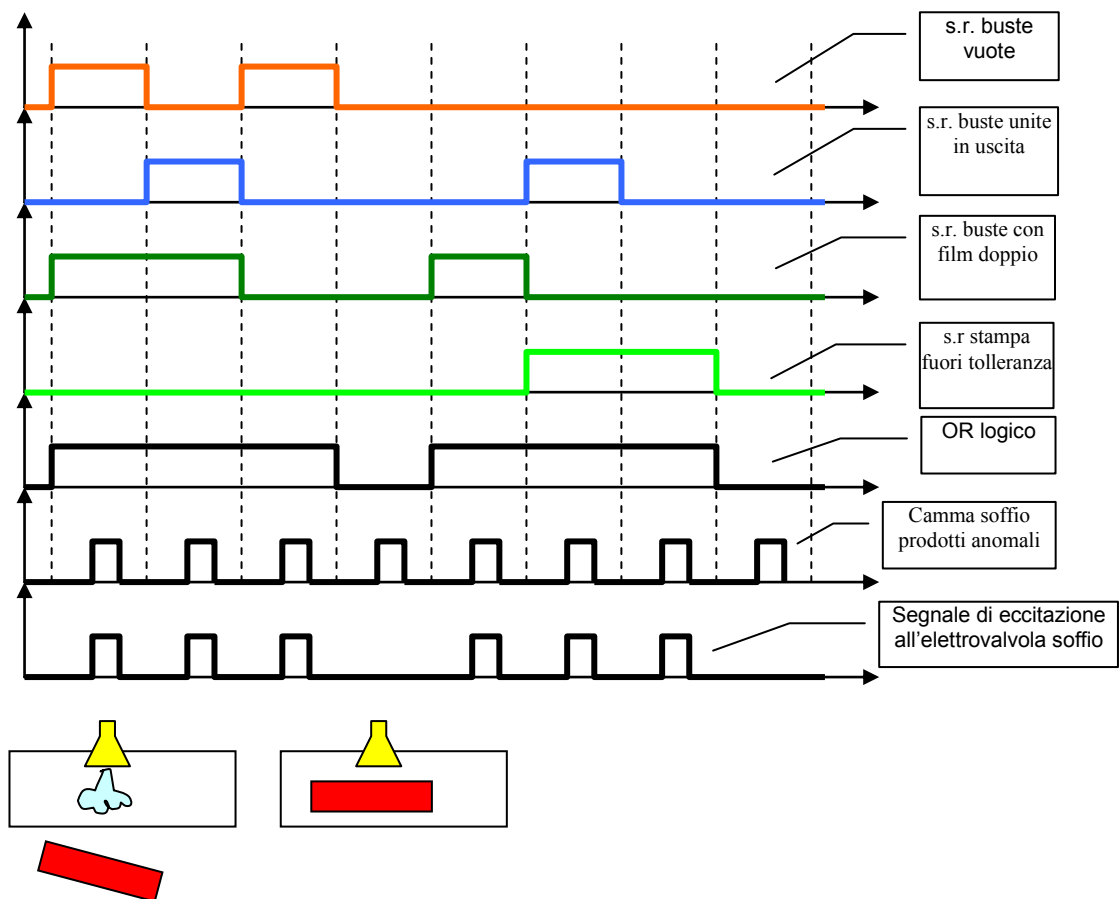 s.r. buste
vuote
s.r. buste unite
in uscita
s.r. buste con
film doppio
s.r stampa
fuori tolleranza
OR logico
Camma soffio
prodotti anomali
Segnale di eccitazione
all'elettrovalvola soffio